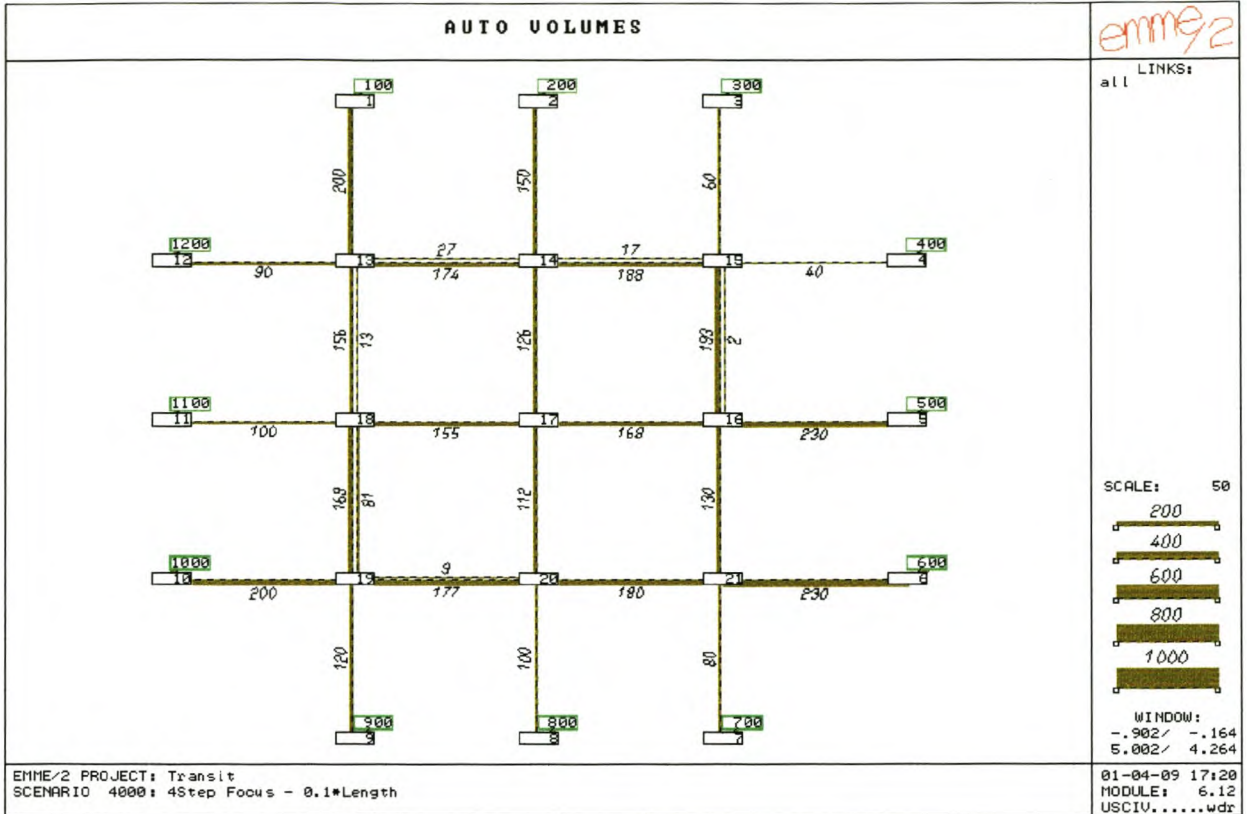 AUTO VOLUMES
emme/2
LINKS:
all
100 200 300
1 2 3
200 150 60
1200 27 17 400
12 13 14 15 4
90 174 188 40
156 13 126 193 2
1100 500
11 18 17 16 5
100 155 168 230
168 81 112 130
1000 9 600
10 19 20 21 6
200 177 180 230
120 100 80
900 800 700
9 8 7
SCALE: 50
200
400
600
800
1000
WINDOW:
-.902/ -.164
5.002/ 4.264
EMME/2 PROJECT: Transit
SCENARIO 4000: 4Step Focus - 0.1*Length
01-04-09 17:20
MODULE: 6.12
USCIV......wdr